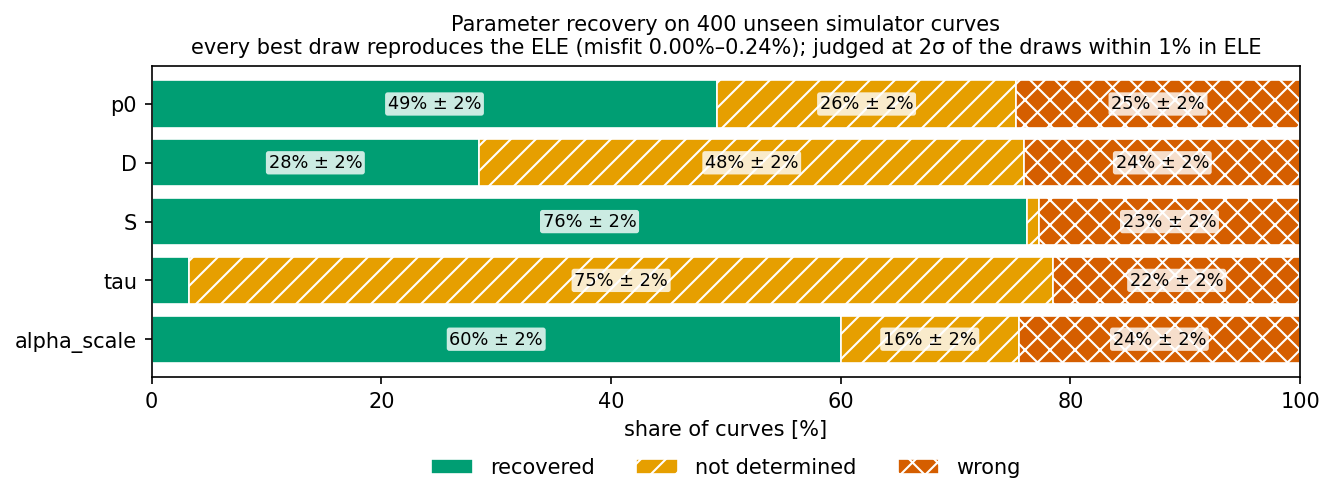 Parameter recovery on 400 unseen simulator curves
every best draw reproduces the ELE (misfit 0.00%–0.24%); judged at 2σ of the draws within 1% in ELE
p0 49% ± 2% 26% ± 2% 25% ± 2%
D 28% ± 2% 48% ± 2% 24% ± 2%
S 76% ± 2% 23% ± 2%
tau 75% ± 2% 22% ± 2%
alpha_scale 60% ± 2% 16% ± 2% 24% ± 2%
0 20 40 60 80 100
share of curves [%]
recovered not determined wrong